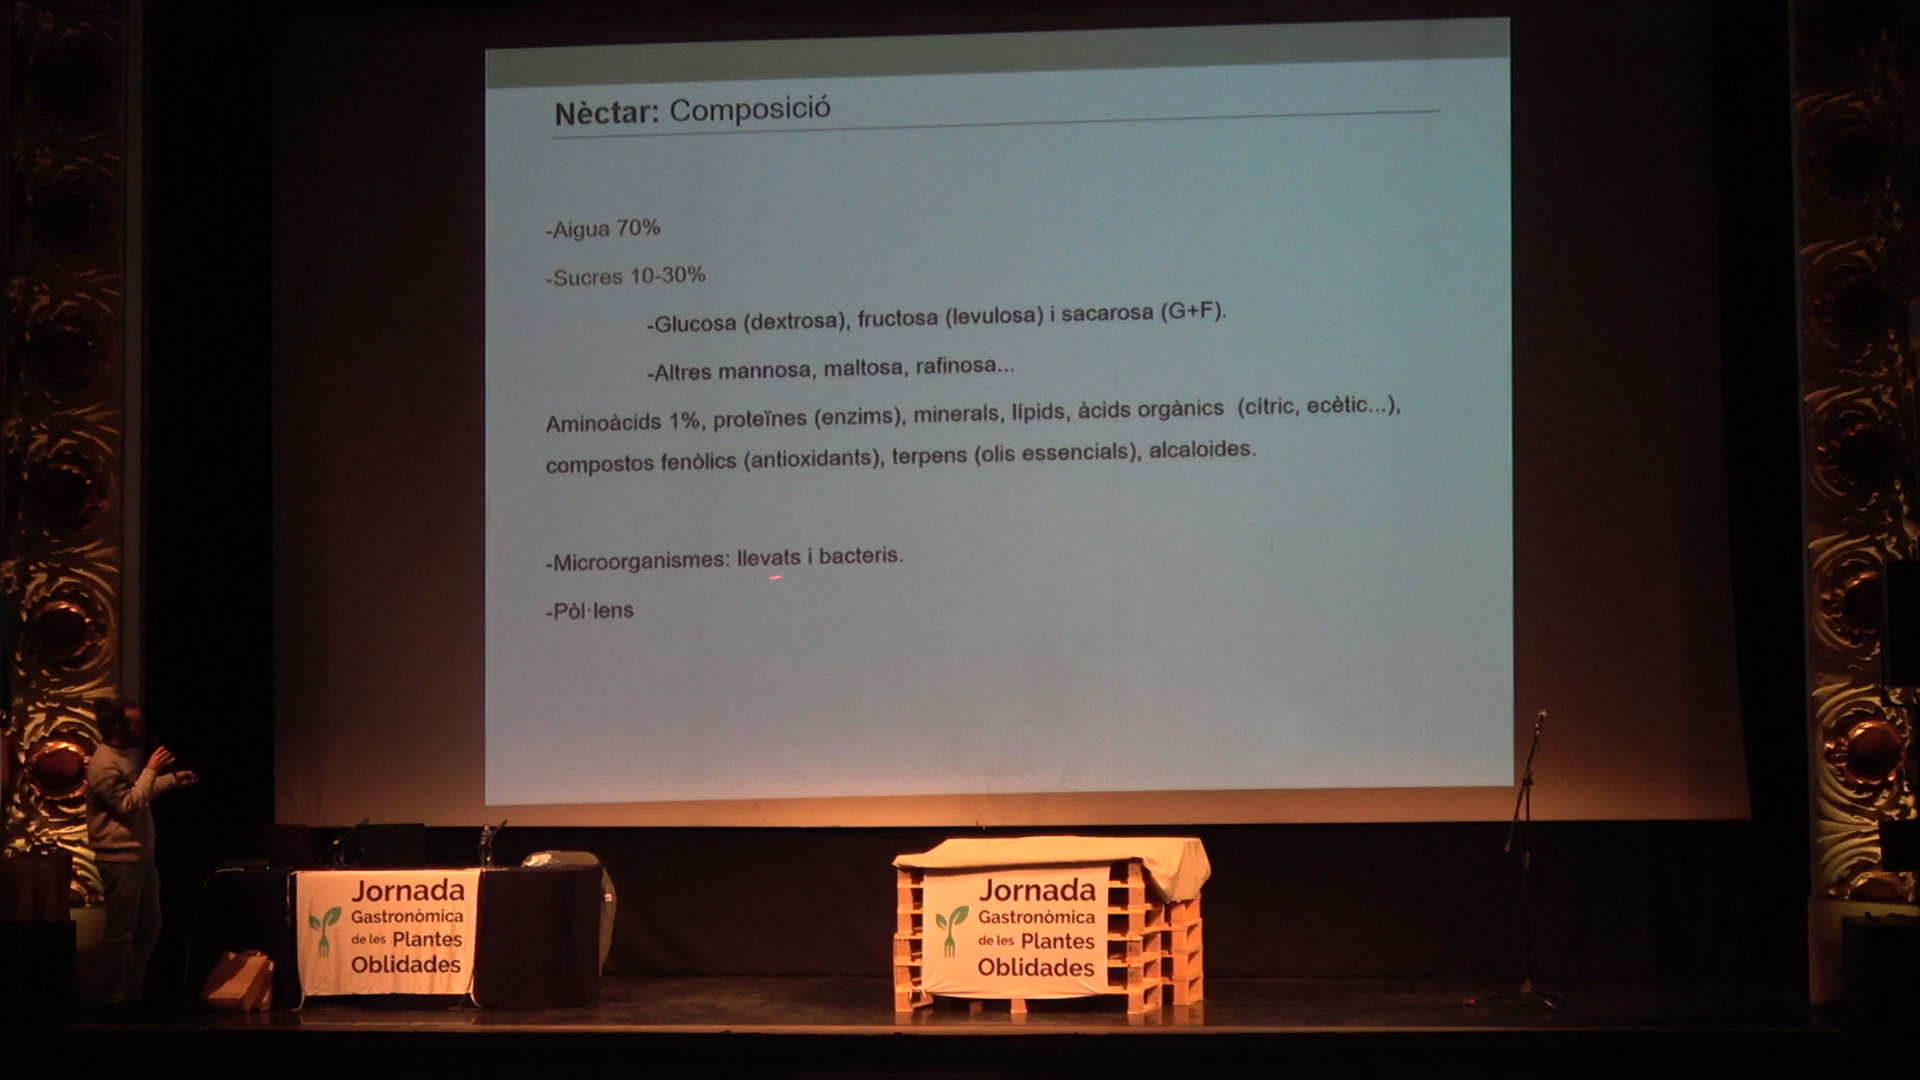 Nèctar: Composició
-Aigua 70%
-Sucres 10-30%
-Glucosa (dextrosa), fructosa (levulosa) i sacarosa (G+F).
-Altres mannosa, maltosa, rafinosa...
Aminoàcids 1%, proteïnes (enzims), minerals, lípids, àcids orgànics (cítric, ecètic...),
compostos fenòlics (antioxidants), terpens (olis essencials), alcaloides.
-Microorganismes: llevats i bacteris.
-Pòl·lens
Jornada
Gastronòmica
de les Plantes
Oblidades
Jornada
Gastronòmica
de les Plantes
Oblidades